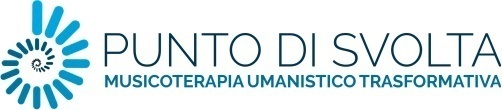 PUNTO DI SVOLTA
MUSICOTERAPIA UMANISTICO TRASFORMATIVA